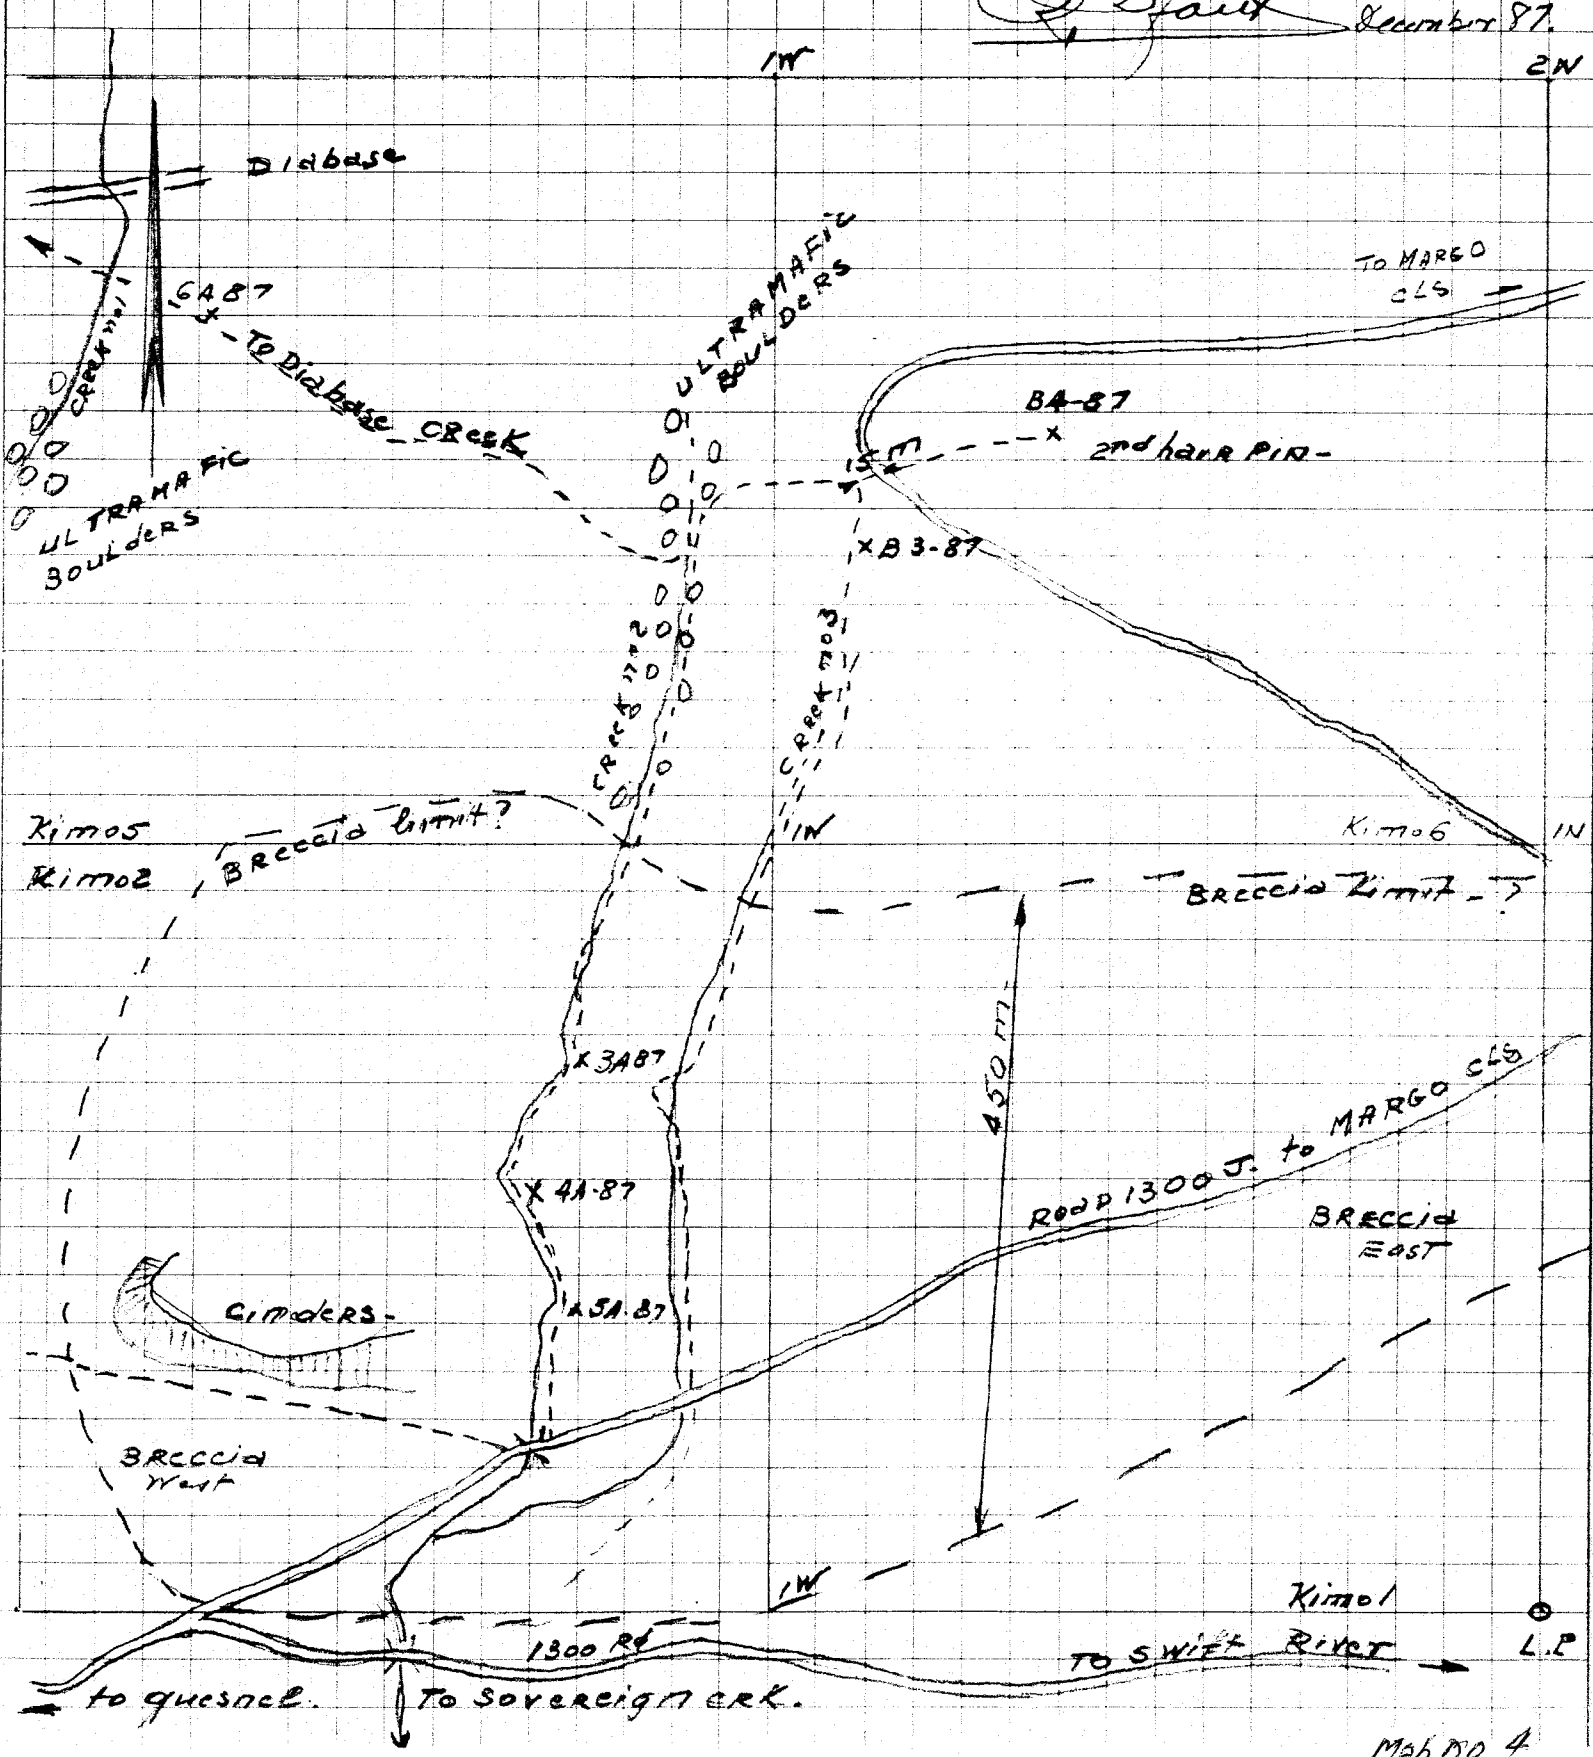 December 87.
1W
2N
Diabase
6A87
To Diabase Creek
Creek no 1
ULTRAMAFIC
BOULDERS
ULTRAMAFIC
BOULDERS
TO MARGO
CLS
B4-87
2nd hair Pin-
15 m
x B3-87
Creek no 2
Creek no 3
Kimo5
Kimo2
Breccia limit?
1N
Kimo6
1N
Breccia Limit - ?
x 3A87
450 m-
x 4A-87
Road 1300 J. to MARGO CLS
BRECCIA
EAST
Cinders-
x 5A-87
BRECCIA
West
1W
Kimo1
L.P
1300 Rd
TO SWIFT River
to quesnel.
To Sovereign crk.
Map no 4